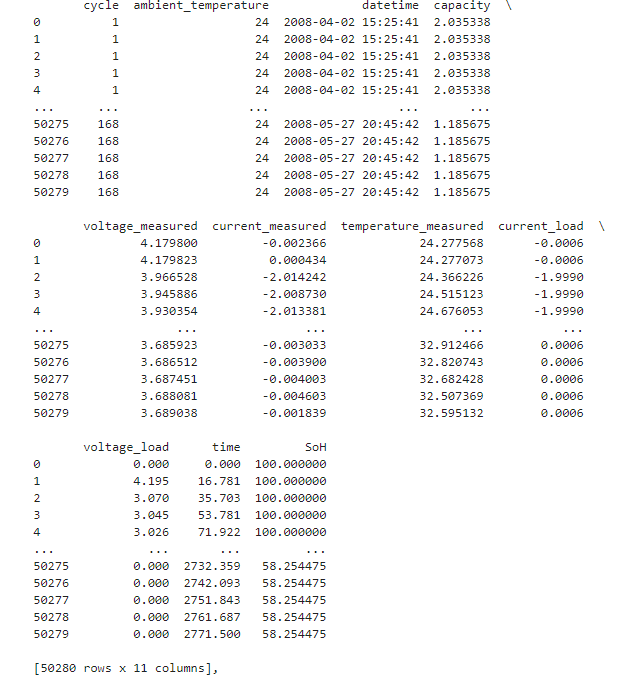 cycle ambient_temperature datetime capacity \
0 1 24 2008-04-02 15:25:41 2.035338
1 1 24 2008-04-02 15:25:41 2.035338
2 1 24 2008-04-02 15:25:41 2.035338
3 1 24 2008-04-02 15:25:41 2.035338
4 1 24 2008-04-02 15:25:41 2.035338
... ... ... ... ...
50275 168 24 2008-05-27 20:45:42 1.185675
50276 168 24 2008-05-27 20:45:42 1.185675
50277 168 24 2008-05-27 20:45:42 1.185675
50278 168 24 2008-05-27 20:45:42 1.185675
50279 168 24 2008-05-27 20:45:42 1.185675
voltage_measured current_measured temperature_measured current_load \
0 4.179800 -0.002366 24.277568 -0.0006
1 4.179823 0.000434 24.277073 -0.0006
2 3.966528 -2.014242 24.366226 -1.9990
3 3.945886 -2.008730 24.515123 -1.9990
4 3.930354 -2.013381 24.676053 -1.9990
... ... ... ... ...
50275 3.685923 -0.003033 32.912466 0.0006
50276 3.686512 -0.003900 32.820743 0.0006
50277 3.687451 -0.004003 32.682428 0.0006
50278 3.688081 -0.004603 32.507369 0.0006
50279 3.689038 -0.001839 32.595132 0.0006
voltage_load time SoH
0 0.000 0.000 100.000000
1 4.195 16.781 100.000000
2 3.070 35.703 100.000000
3 3.045 53.781 100.000000
4 3.026 71.922 100.000000
... ... ... ...
50275 0.000 2732.359 58.254475
50276 0.000 2742.093 58.254475
50277 0.000 2751.843 58.254475
50278 0.000 2761.687 58.254475
50279 0.000 2771.500 58.254475
[50280 rows x 11 columns],